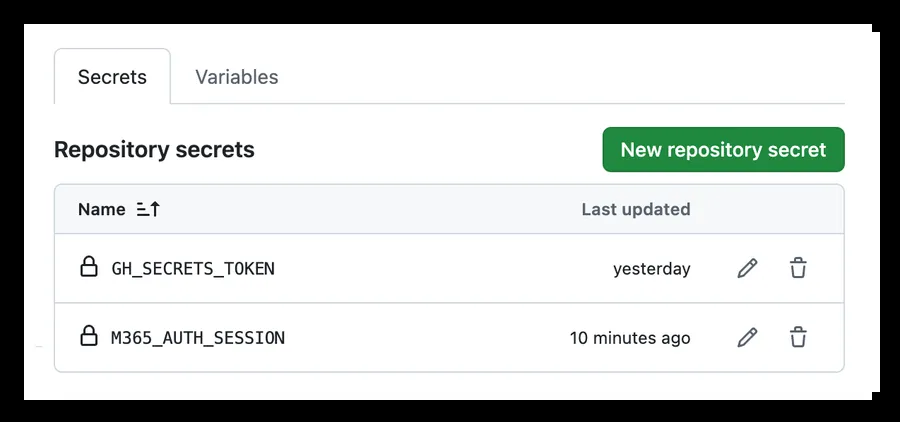 Secrets Variables
Repository secrets New repository secret
Name Last updated
GH_SECRETS_TOKEN yesterday
M365_AUTH_SESSION 10 minutes ago